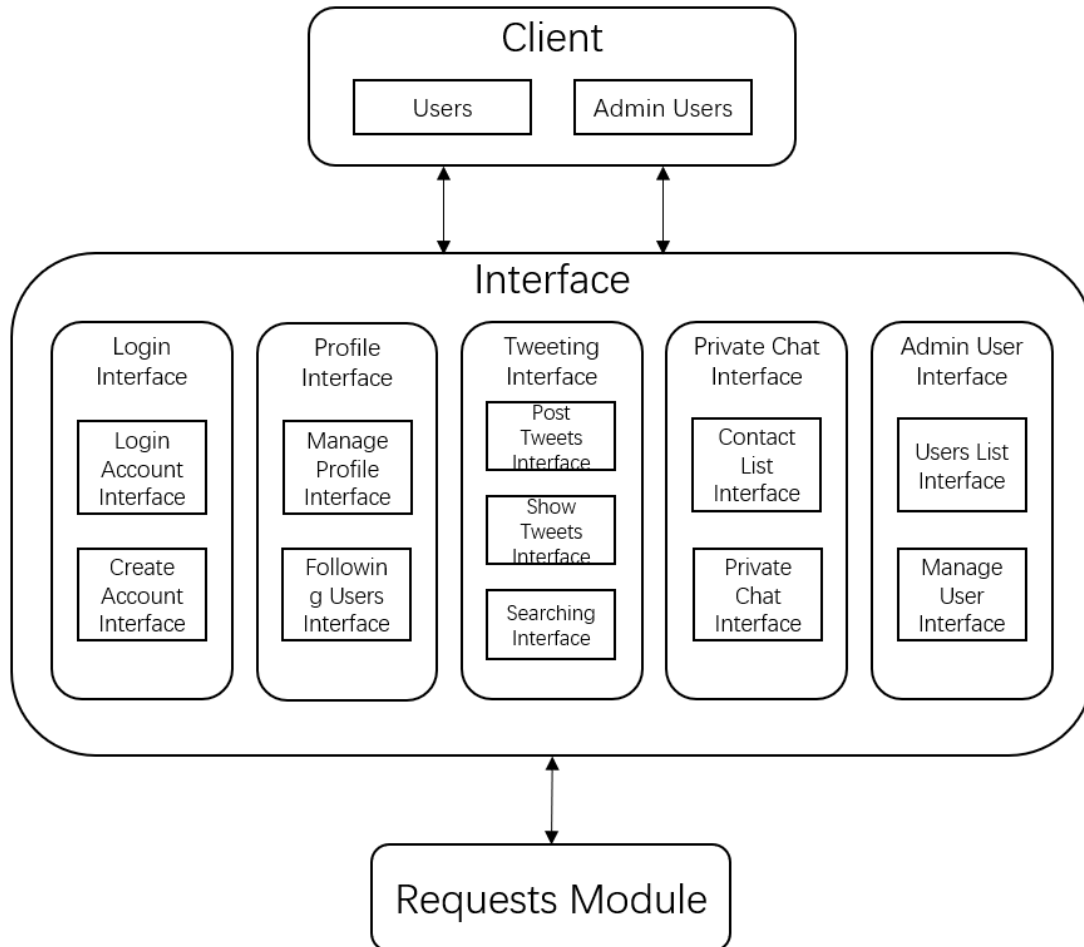 Client
Users
Admin Users
Interface
Login
Interface
Login
Account
Interface
Create
Account
Interface
Profile
Interface
Manage
Profile
Interface
Followin
g Users
Interface
Tweeting
Interface
Post
Tweets
Interface
Show
Tweets
Interface
Searching
Interface
Private Chat
Interface
Contact
List
Interface
Private
Chat
Interface
Admin User
Interface
Users List
Interface
Manage
User
Interface
Requests Module